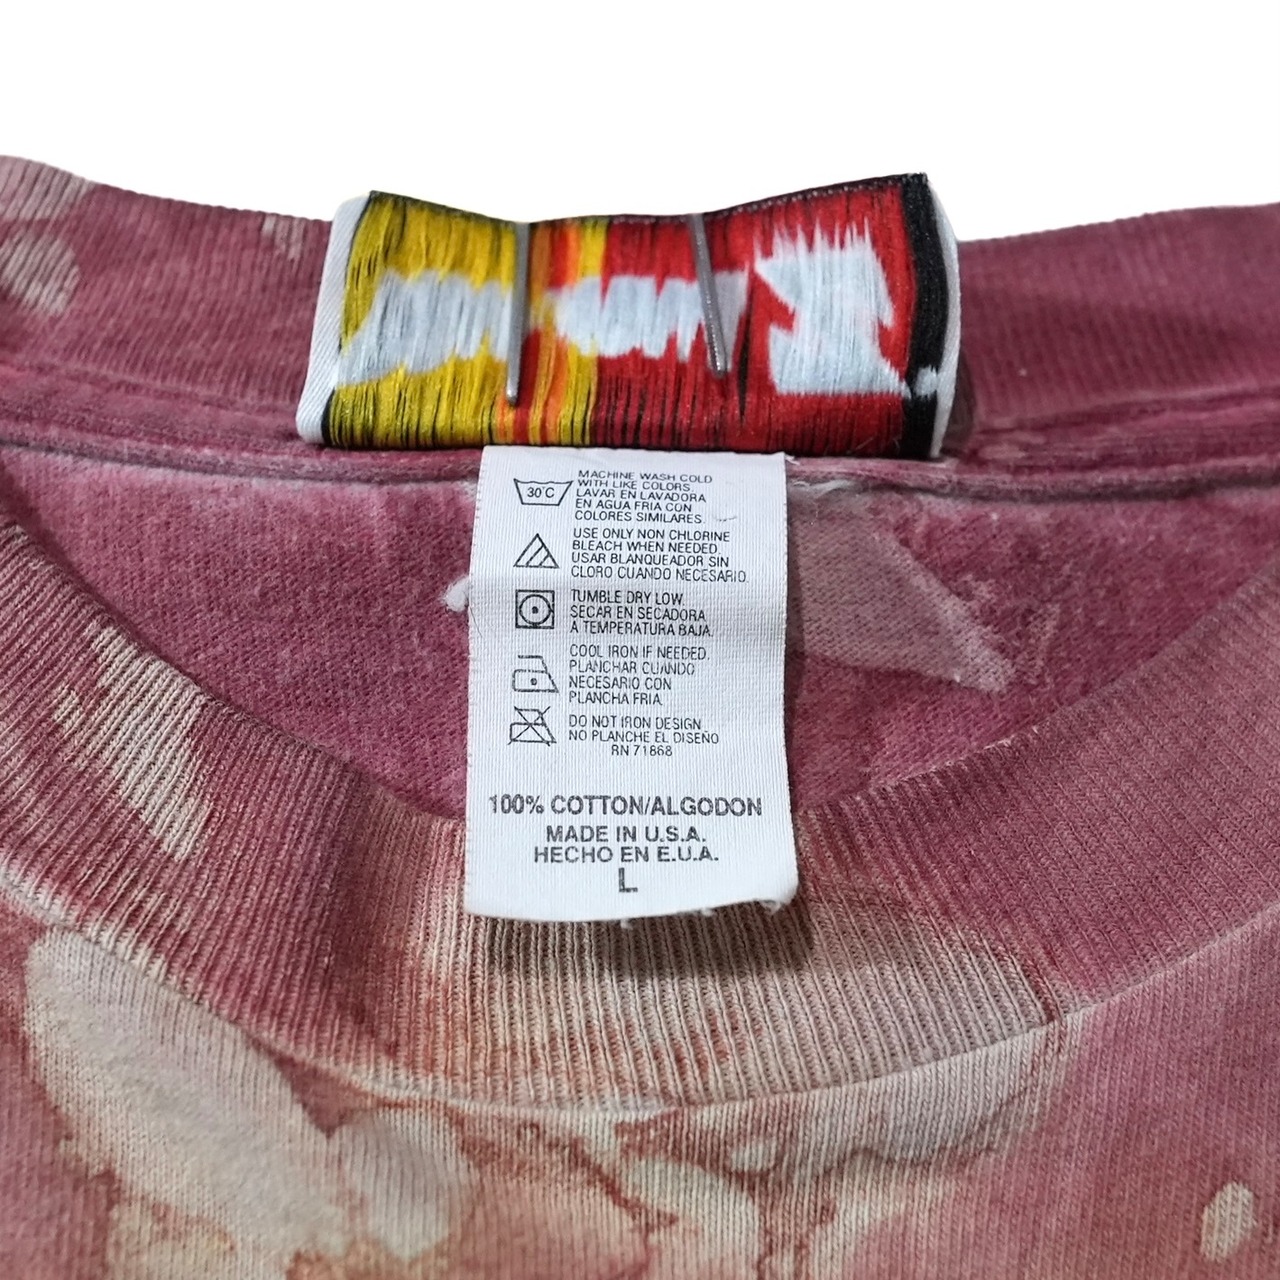 30°C
MACHINE WASH COLD
WITH LIKE COLORS.
LAVAR EN LAVADORA
EN AGUA FRIA CON
COLORES SIMILARES.
USE ONLY NON CHLORINE
BLEACH WHEN NEEDED.
USAR BLANQUEADOR SIN
CLORO CUANDO NECESARIO.
TUMBLE DRY LOW.
SECAR EN SECADORA
A TEMPERATURA BAJA.
COOL IRON IF NEEDED.
PLANCHAR CUANDO
NECESARIO CON
PLANCHA FRIA.
DO NOT IRON DESIGN
NO PLANCHE EL DISEÑO
RN 71868
100% COTTON/ALGODON
MADE IN U.S.A.
HECHO EN E.U.A.
L